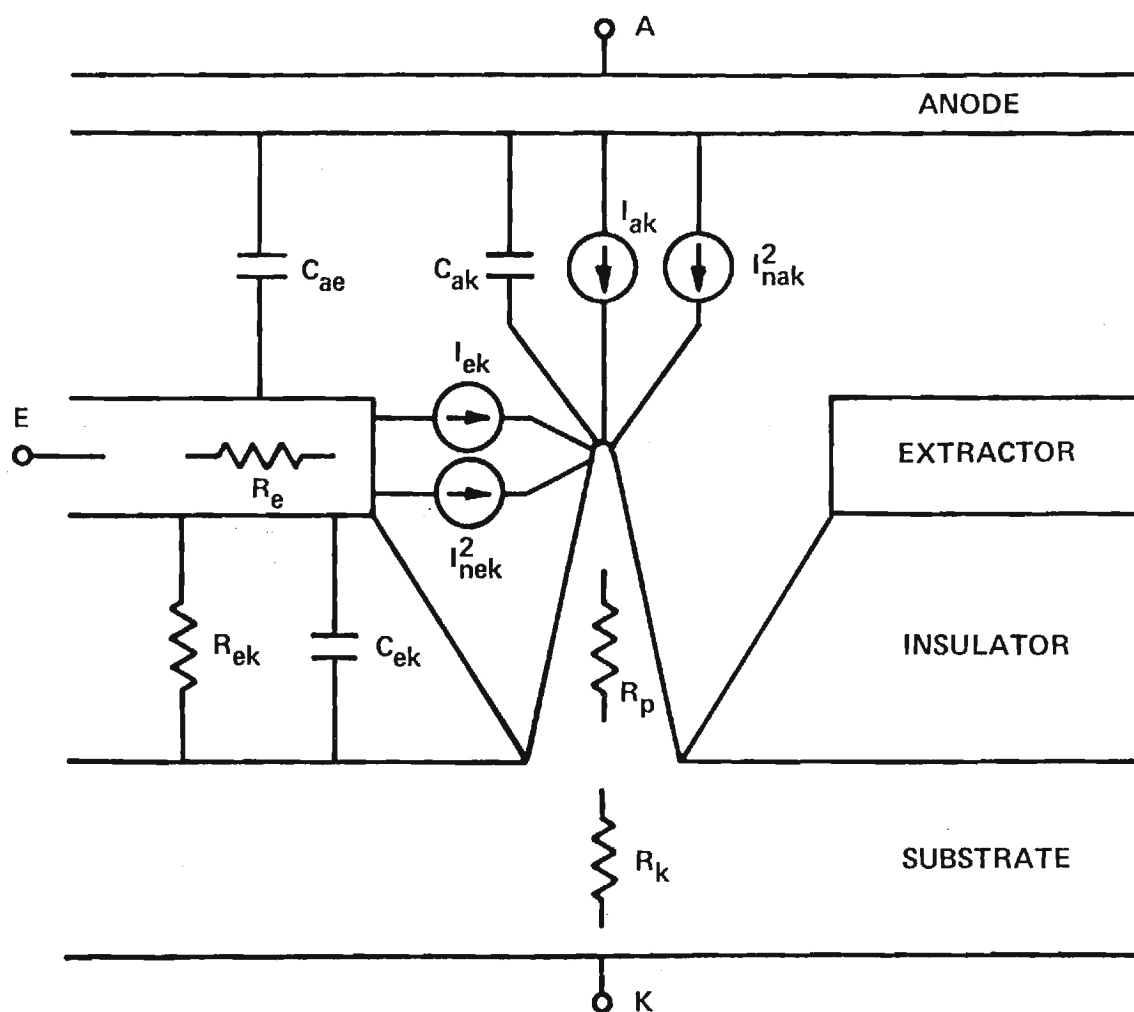 A
ANODE
I_ak
C_ae
C_ak
I²_nak
I_ek
E
EXTRACTOR
R_e
I²_nek
R_ek
C_ek
INSULATOR
R_p
R_k
SUBSTRATE
K